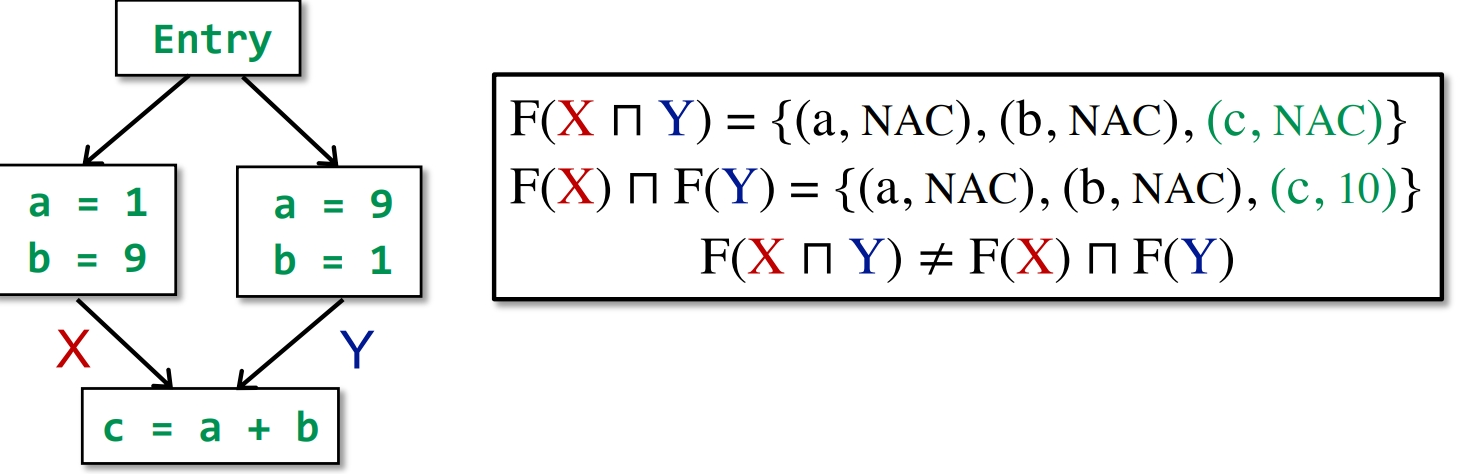 Entry
a = 1
b = 9
a = 9
b = 1
X
Y
c = a + b
F(X ⊓ Y) = {(a, NAC), (b, NAC), (c, NAC)}
F(X) ⊓ F(Y) = {(a, NAC), (b, NAC), (c, 10)}
F(X ⊓ Y) ≠ F(X) ⊓ F(Y)